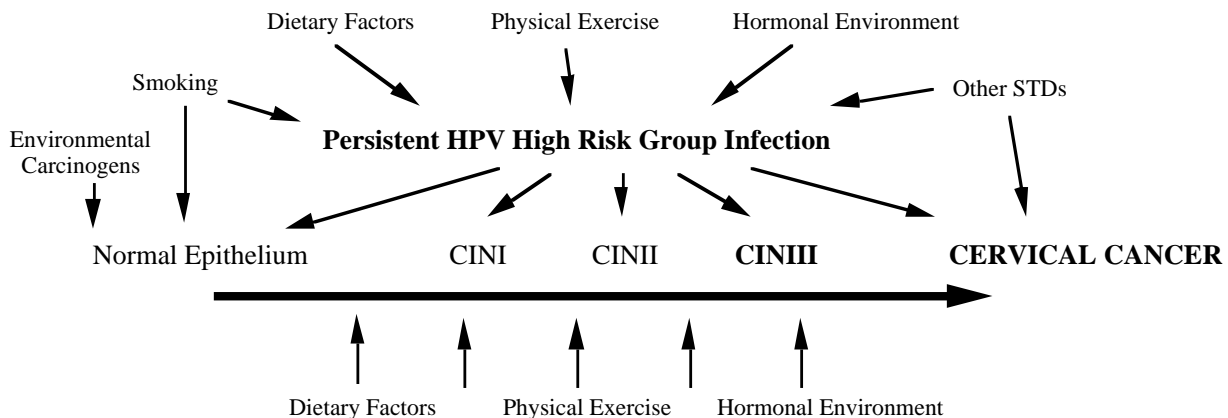 Dietary Factors Physical Exercise Hormonal Environment
Smoking Other STDs
Environmental
Carcinogens
Persistent HPV High Risk Group Infection
Normal Epithelium CINI CINII CINIII CERVICAL CANCER
Dietary Factors Physical Exercise Hormonal Environment